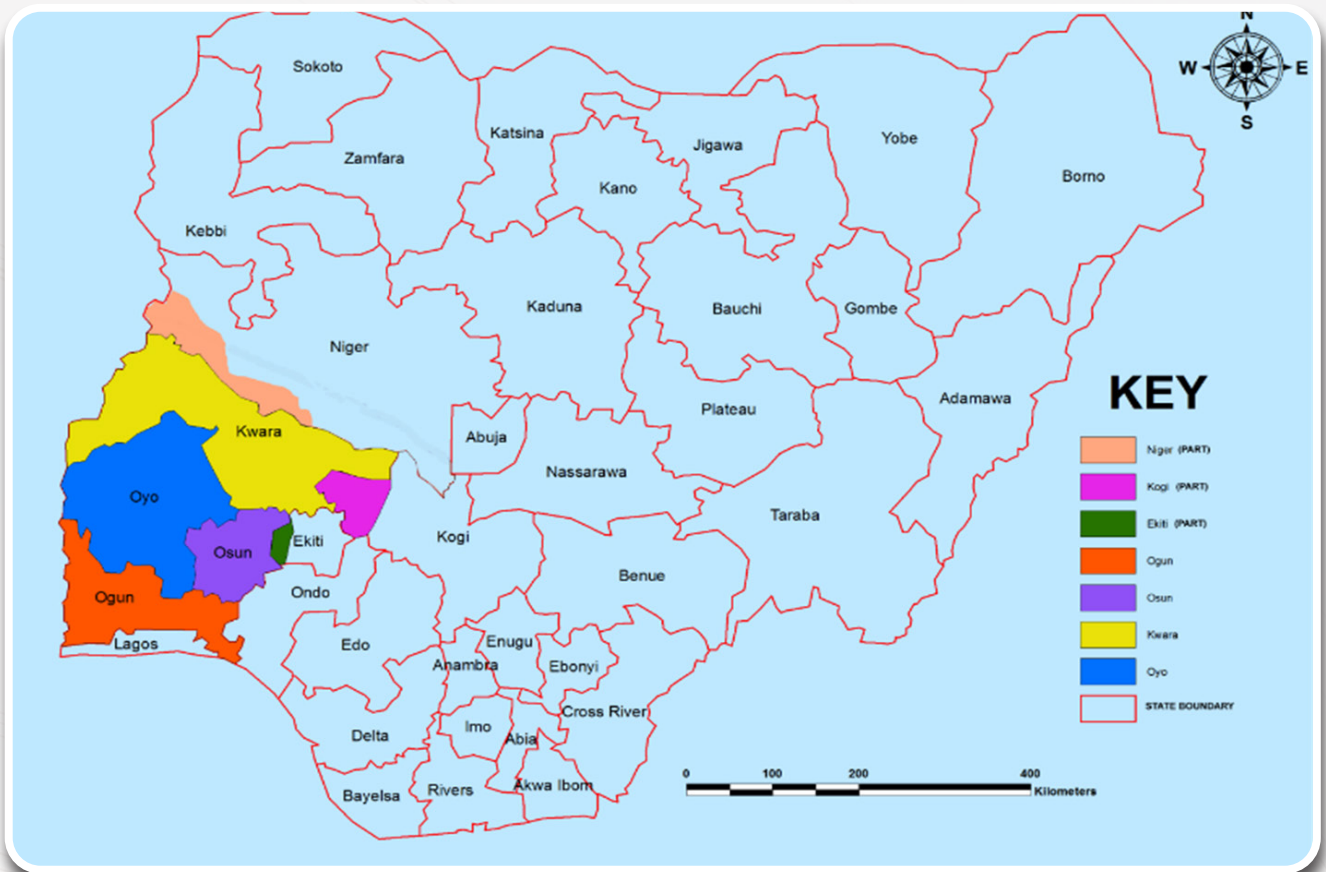 N
W
E
S
Sokoto
Katsina
Jigawa
Yobe
Borno
Zamfara
Kano
Kebbi
Kaduna
Bauchi
Gombe
Niger
Plateau
Adamawa
Kwara
Abuja
Nassarawa
Oyo
Taraba
Kogi
Ekiti
Osun
Benue
Ogun
Ondo
Lagos
Edo
Enugu
Anambra
Ebonyi
Cross River
Imo
Delta
Abia
Akwa Ibom
Rivers
Bayelsa
KEY
Niger (PART)
Kogi (PART)
Ekiti (PART)
Ogun
Osun
Kwara
Oyo
STATE BOUNDARY
0 100 200 400
Kilometers